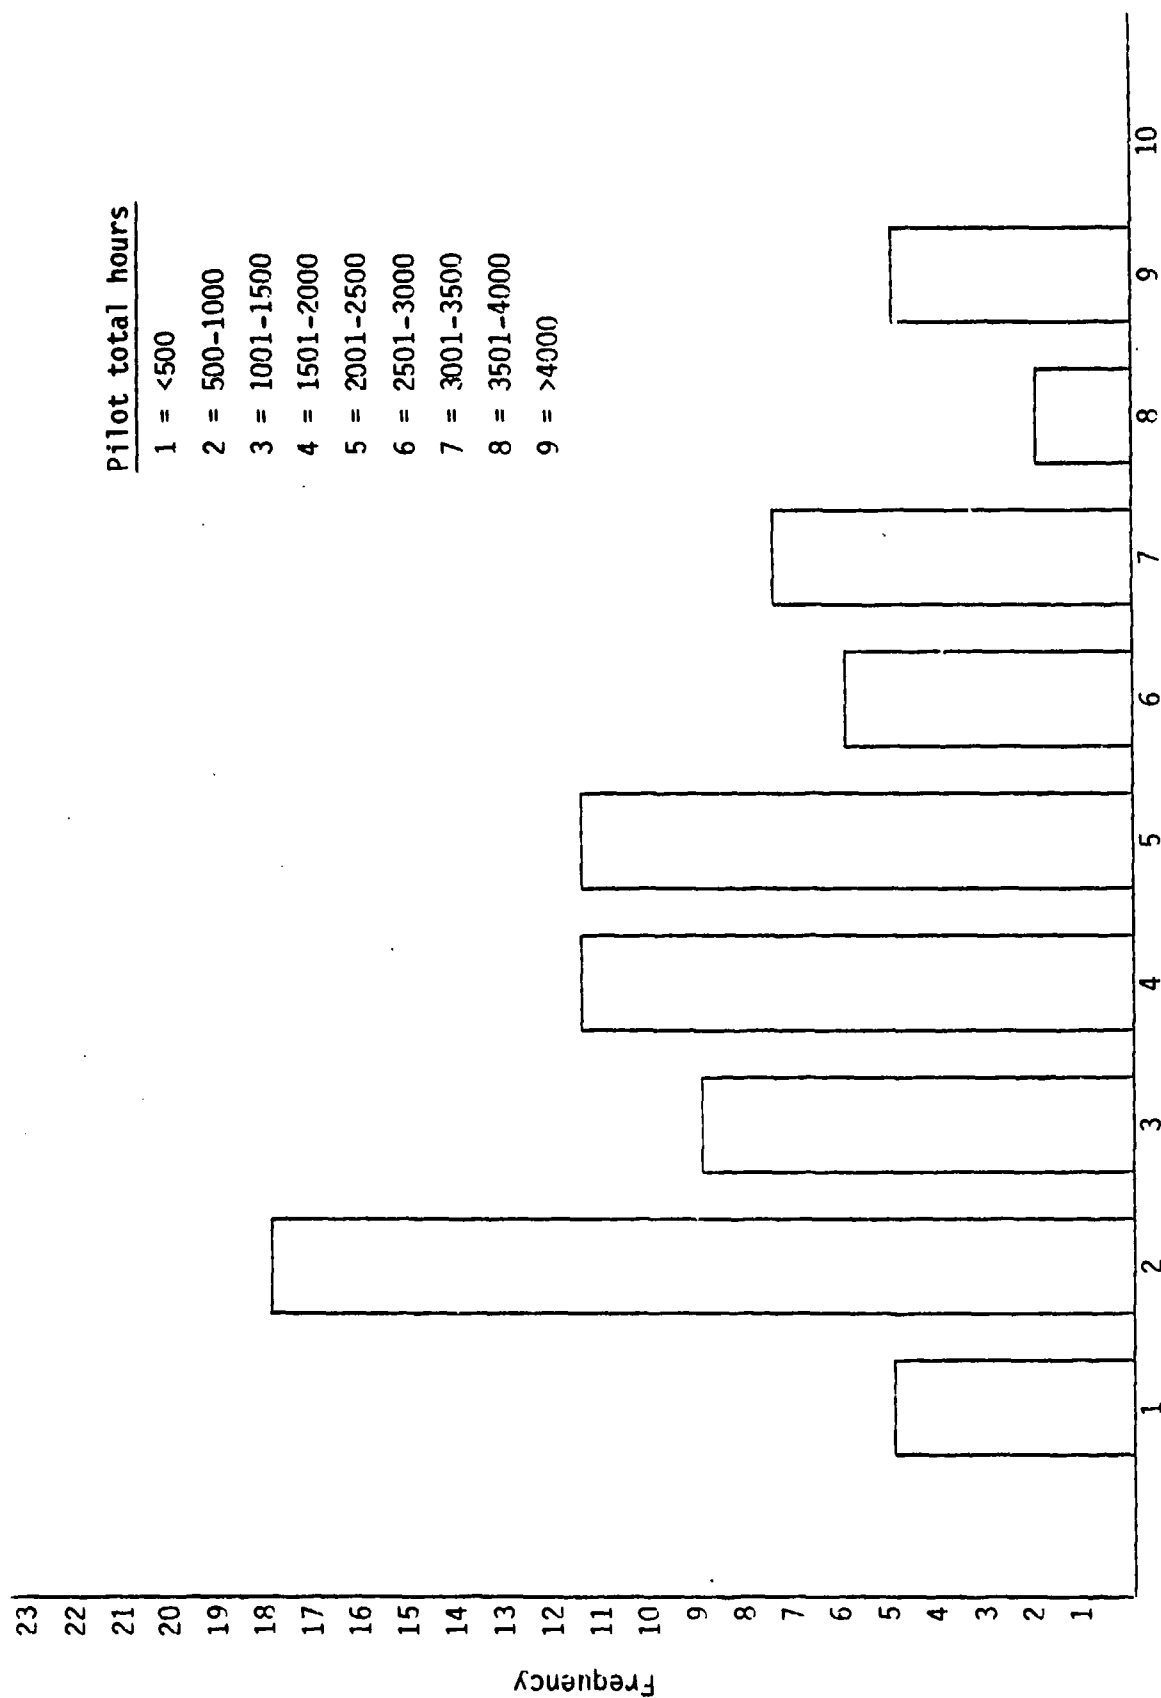 Pilot total hours
1 = <500
2 = 500-1000
3 = 1001-1500
4 = 1501-2000
5 = 2001-2500
6 = 2501-3000
7 = 3001-3500
8 = 3501-4000
9 = >4000
Frequency
23
22
21
20
19
18
17
16
15
14
13
12
11
10
9
8
7
6
5
4
3
2
1
1 2 3 4 5 6 7 8 9 10